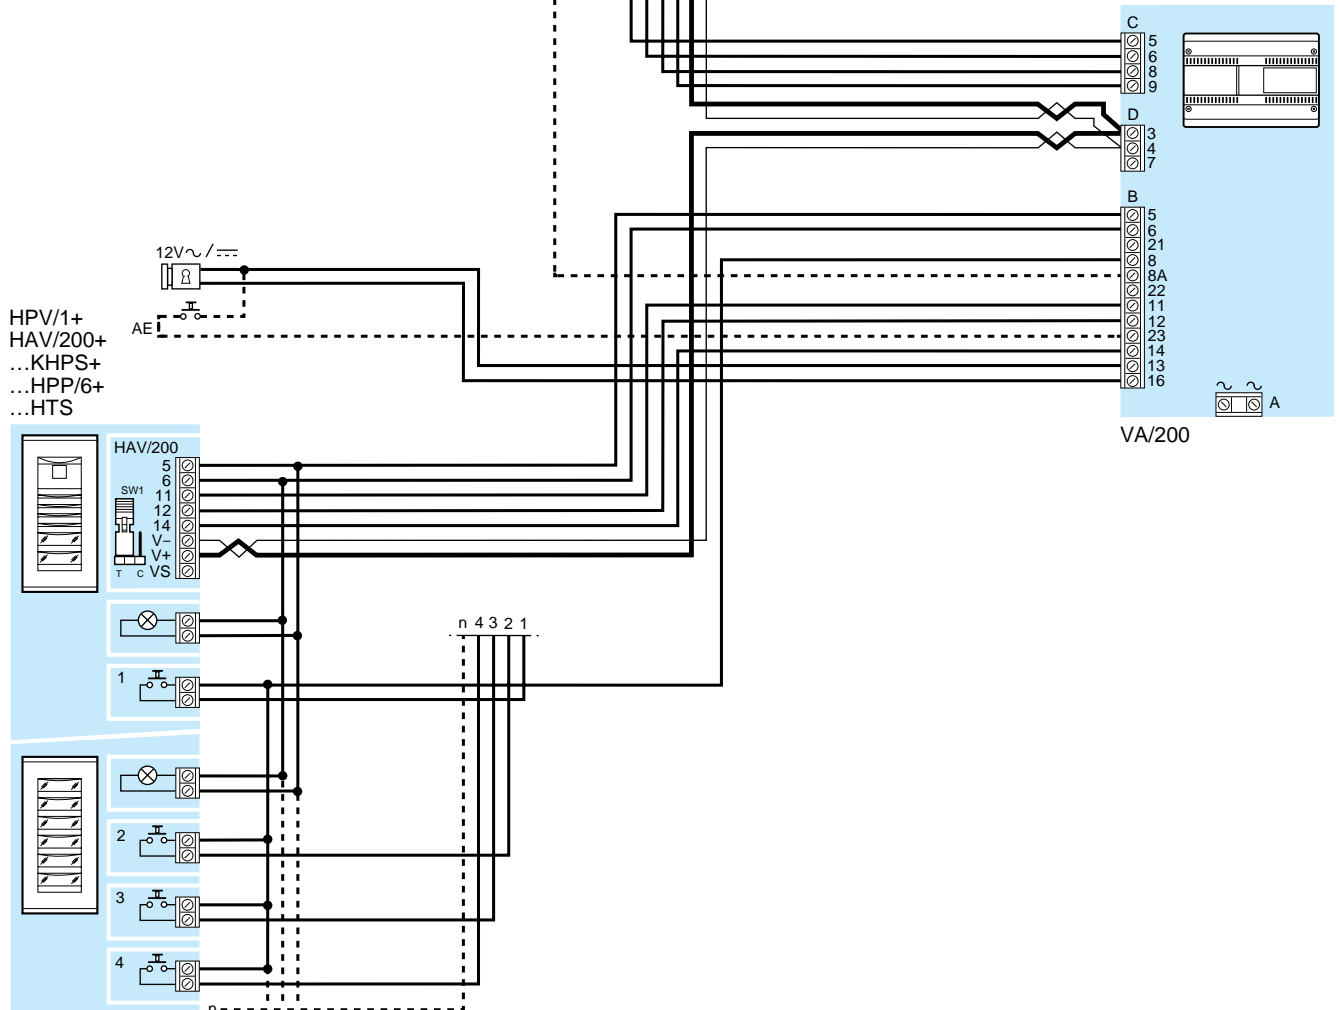 C
5
6
8
9
D
3
4
7
B
5
6
21
8
8A
22
11
12
23
14
13
16
A
VA/200
12V∼/⎓
AE
HPV/1+
HAV/200+
…KHPS+
…HPP/6+
…HTS
HAV/200
5
6
11
12
14
V–
V+
VS
SW1
T C
n 4 3 2 1
1
2
3
4
n